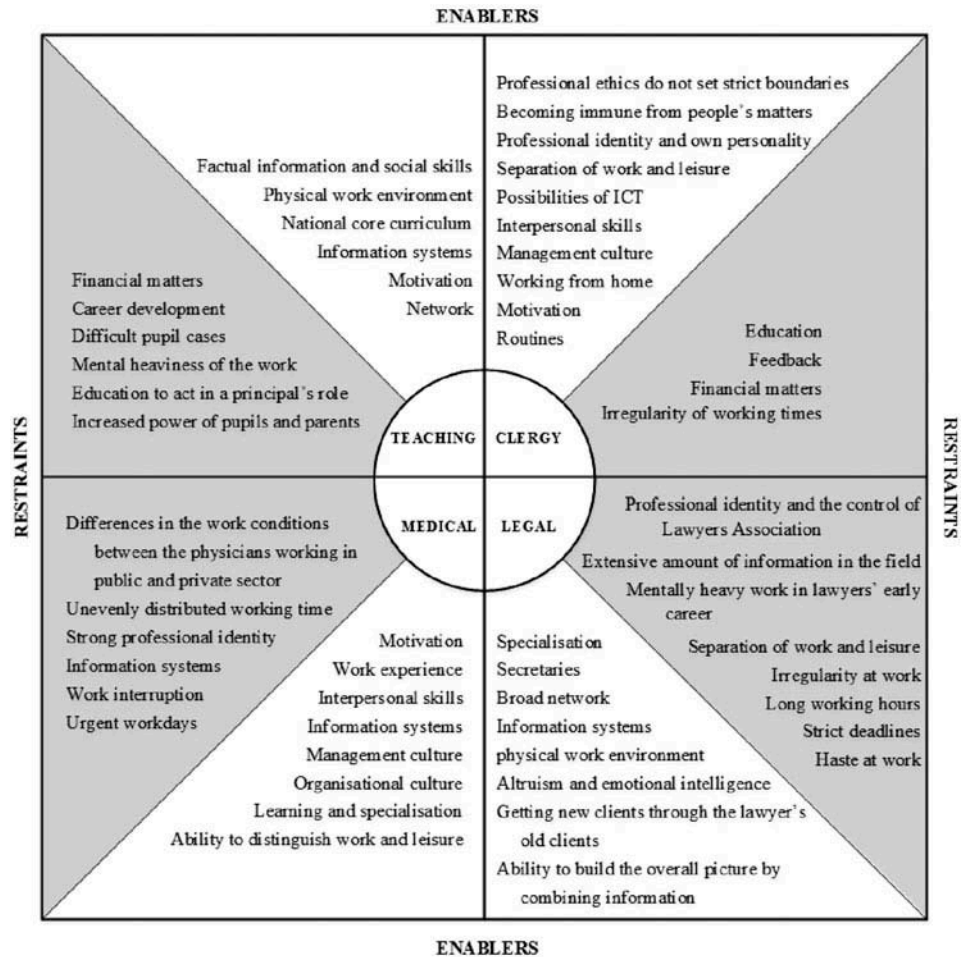 ENABLERS
Professional ethics do not set strict boundaries
Becoming immune from people's matters
Professional identity and own personality
Separation of work and leisure
Possibilities of ICT
Interpersonal skills
Management culture
Working from home
Motivation
Routines
Factual information and social skills
Physical work environment
National core curriculum
Information systems
Motivation
Network
Financial matters
Career development
Difficult pupil cases
Mental heaviness of the work
Education to act in a principal's role
Increased power of pupils and parents
Education
Feedback
Financial matters
Irregularity of working times
RESTRAINTS
TEACHING
CLERGY
MEDICAL
LEGAL
RESTRAINTS
Differences in the work conditions
between the physicians working in
public and private sector
Unevenly distributed working time
Strong professional identity
Information systems
Work interruption
Urgent workdays
Motivation
Work experience
Interpersonal skills
Information systems
Management culture
Organisational culture
Learning and specialisation
Ability to distinguish work and leisure
Specialisation
Secretaries
Broad network
Information systems
physical work environment
Altruism and emotional intelligence
Getting new clients through the lawyer's
old clients
Ability to build the overall picture by
combining information
Professional identity and the control of
Lawyers Association
Extensive amount of information in the field
Mentally heavy work in lawyers' early
career
Separation of work and leisure
Irregularity at work
Long working hours
Strict deadlines
Haste at work
ENABLERS